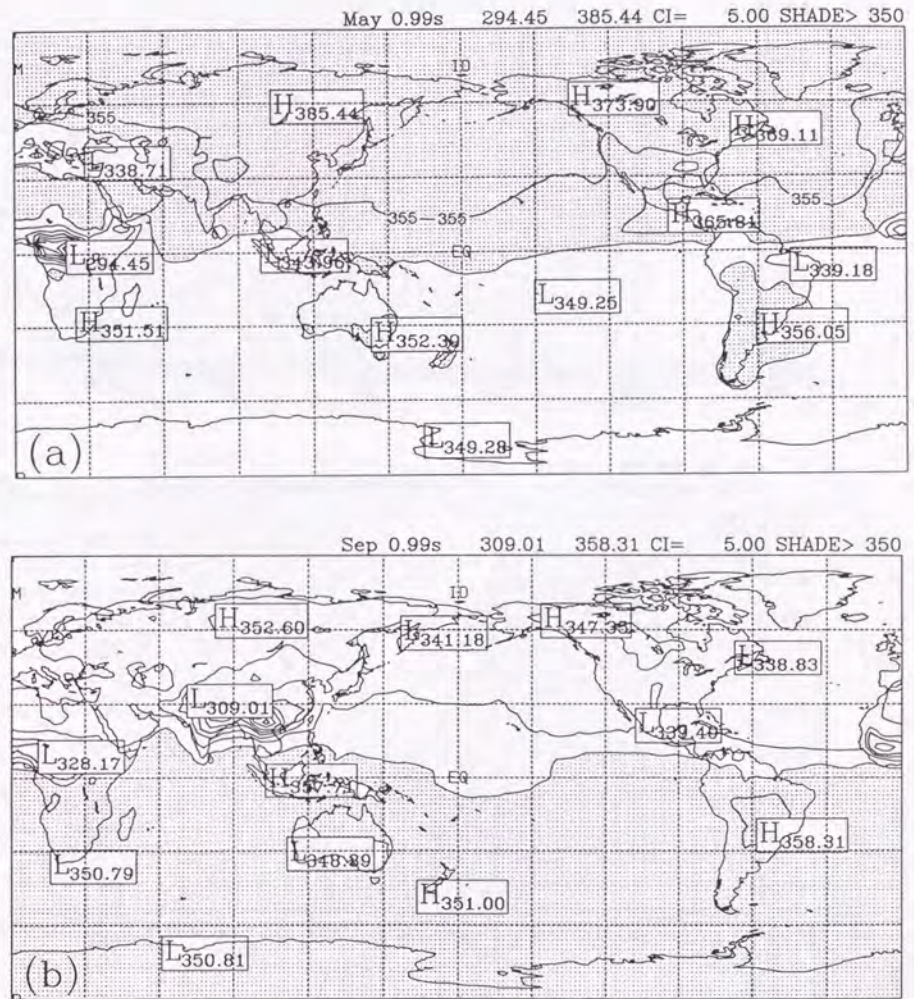 May 0.99s 294.45 385.44 CI= 5.00 SHADE> 350
M
ID
H 385.44
H 373.90
355
H 369.11
L 338.71
355
355-355
H 365.81
EQ
L 294.45
L 339.18
L 349.25
H 351.51
H 352.30
H 356.05
L 349.28
(a)
Sep 0.99s 309.01 358.31 CI= 5.00 SHADE> 350
M
ID
H 352.60
341.18
H 347.35
338.83
L 309.01
L 339.40
L 328.17
EQ
H
H 358.31
L 350.79
L 348.89
H 351.00
L 350.81
(b)